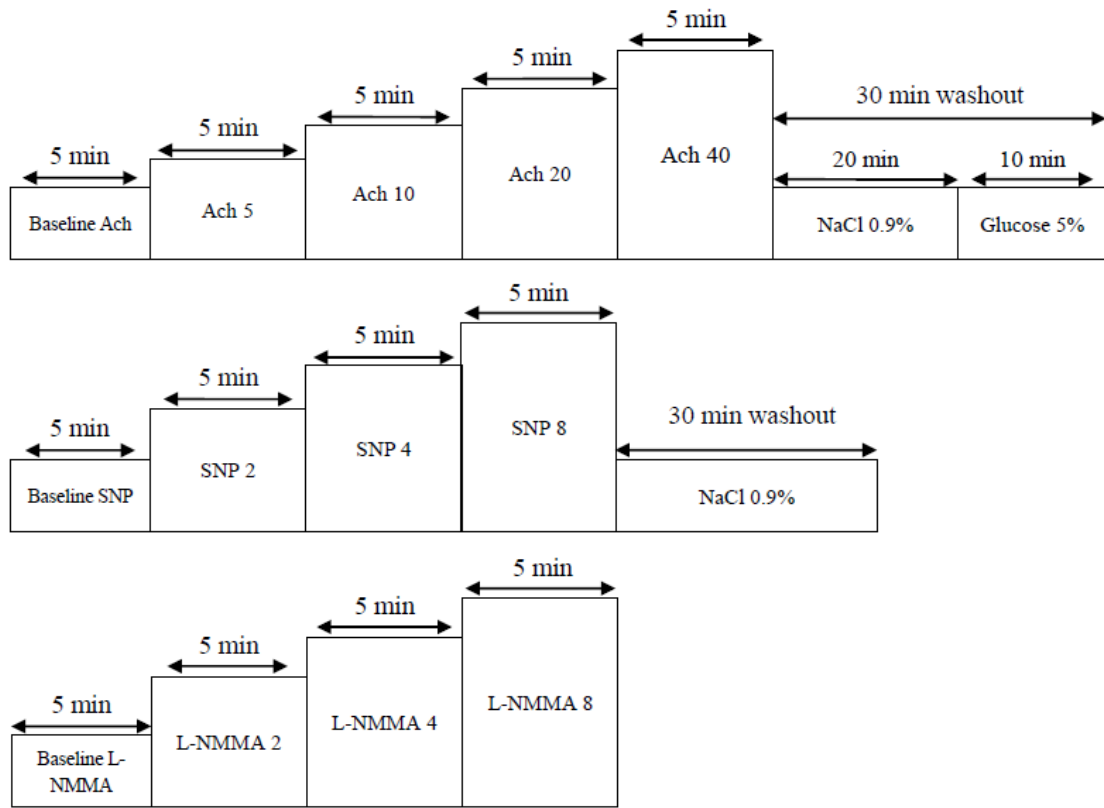 5 min
5 min
5 min
5 min
5 min
30 min washout
20 min
10 min
Baseline Ach
Ach 5
Ach 10
Ach 20
Ach 40
NaCl 0.9%
Glucose 5%
5 min
5 min
5 min
5 min
30 min washout
Baseline SNP
SNP 2
SNP 4
SNP 8
NaCl 0.9%
5 min
5 min
5 min
5 min
Baseline L-
NMMA
L-NMMA 2
L-NMMA 4
L-NMMA 8